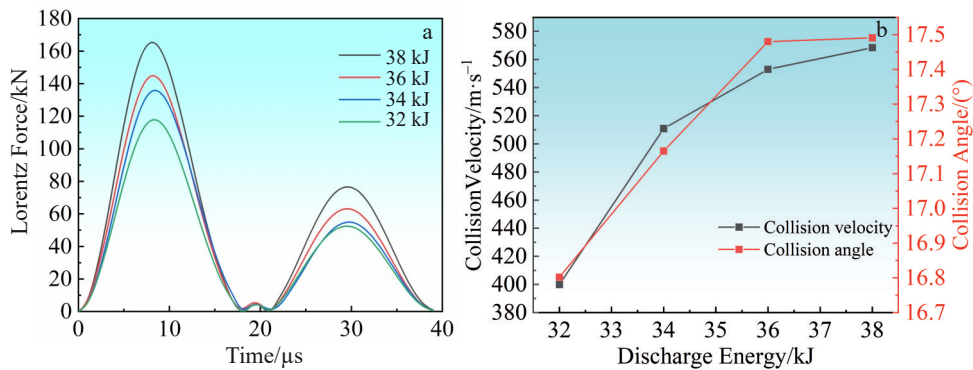 a
180
160
140
120
100
80
60
40
20
0
Lorentz Force/kN
38 kJ
36 kJ
34 kJ
32 kJ
0 10 20 30 40
Time/μs
b
580
560
540
520
500
480
460
440
420
400
380
CollisionVelocity/m·s⁻¹
Collision velocity
Collision angle
32 33 34 35 36 37 38
Discharge Energy/kJ
17.5
17.4
17.3
17.2
17.1
17.0
16.9
16.8
16.7
Collision Angle/(°)